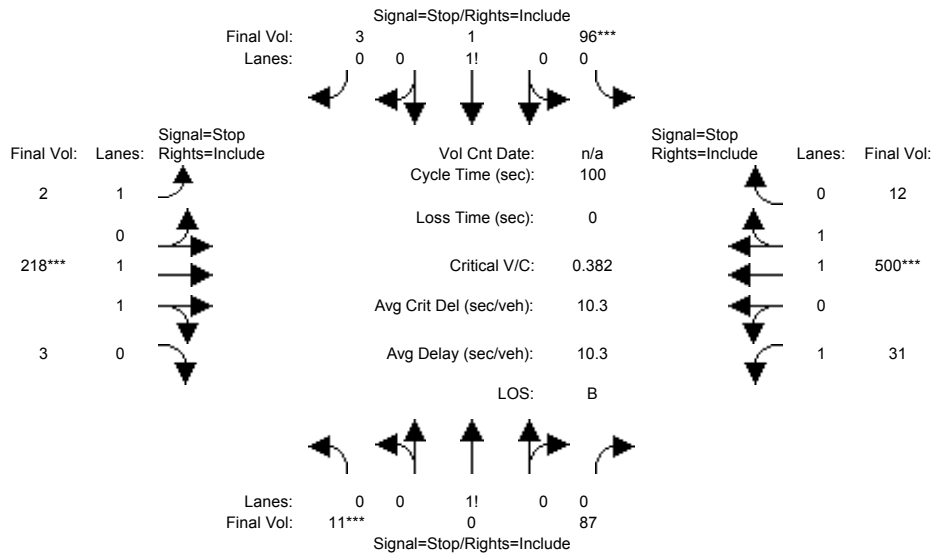 Signal=Stop/Rights=Include
Final Vol: 3 1 96***
Lanes: 0 0 1! 0 0
Signal=Stop
Final Vol: Lanes: Rights=Include
Vol Cnt Date: n/a
Signal=Stop
Rights=Include Lanes: Final Vol:
Cycle Time (sec): 100
2 1
0 12
Loss Time (sec): 0
0
1
218*** 1
Critical V/C: 0.382
1 500***
1
Avg Crit Del (sec/veh): 10.3
0
3 0
Avg Delay (sec/veh): 10.3
1 31
LOS: B
Lanes: 0 0 1! 0 0
Final Vol: 11*** 0 87
Signal=Stop/Rights=Include